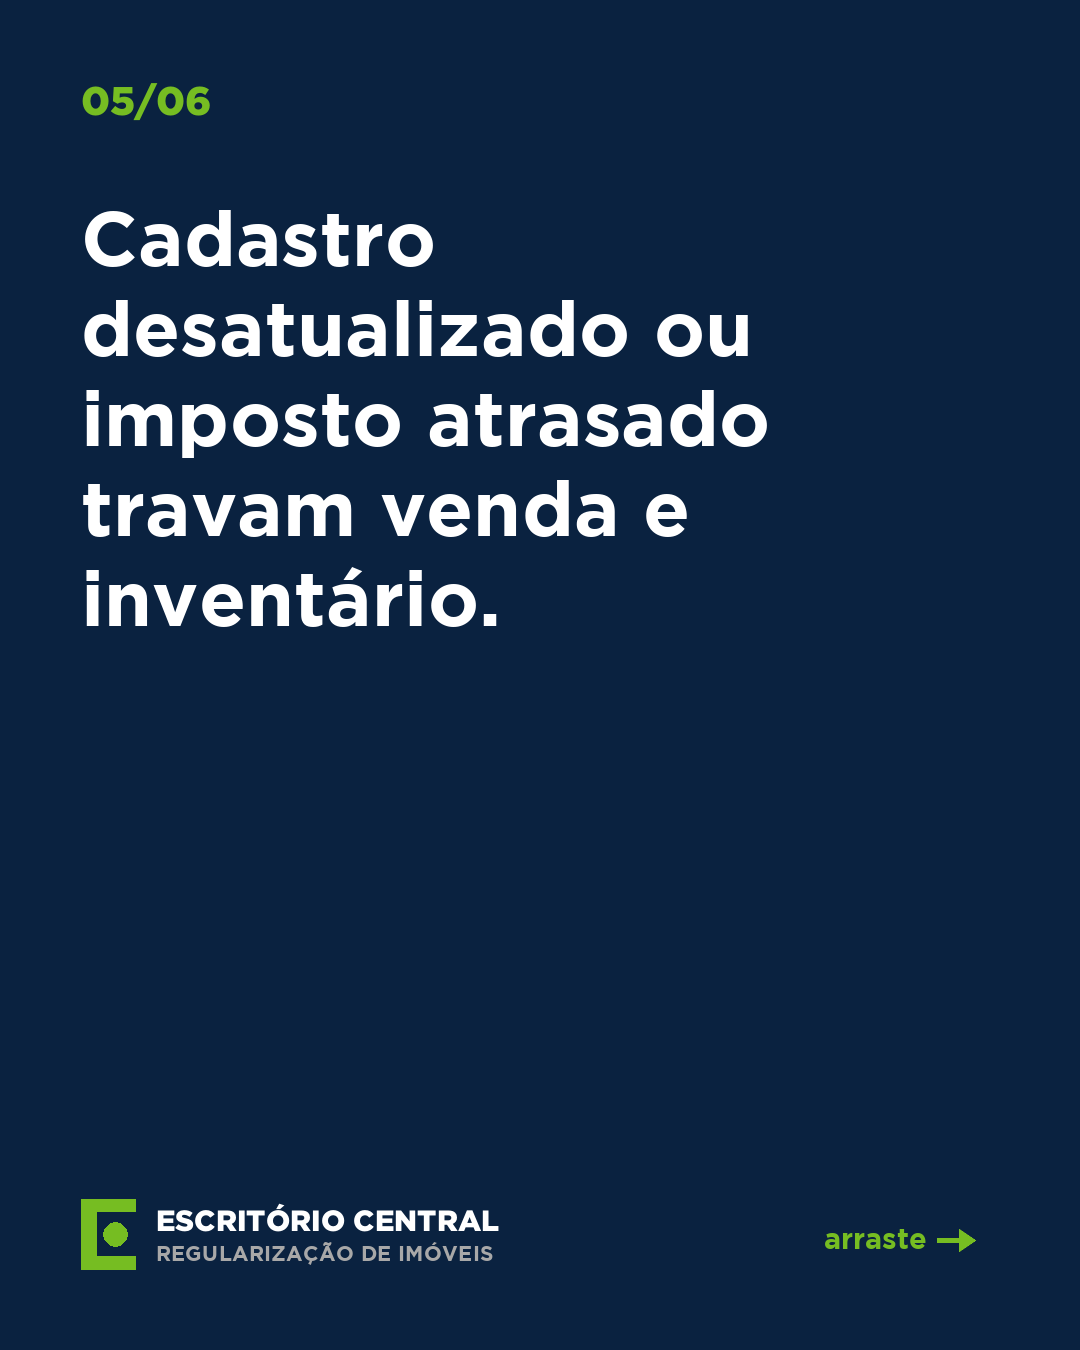 05/06
Cadastro
desatualizado ou
imposto atrasado
travam venda e
inventário.
ESCRITÓRIO CENTRAL
REGULARIZAÇÃO DE IMÓVEIS
arraste